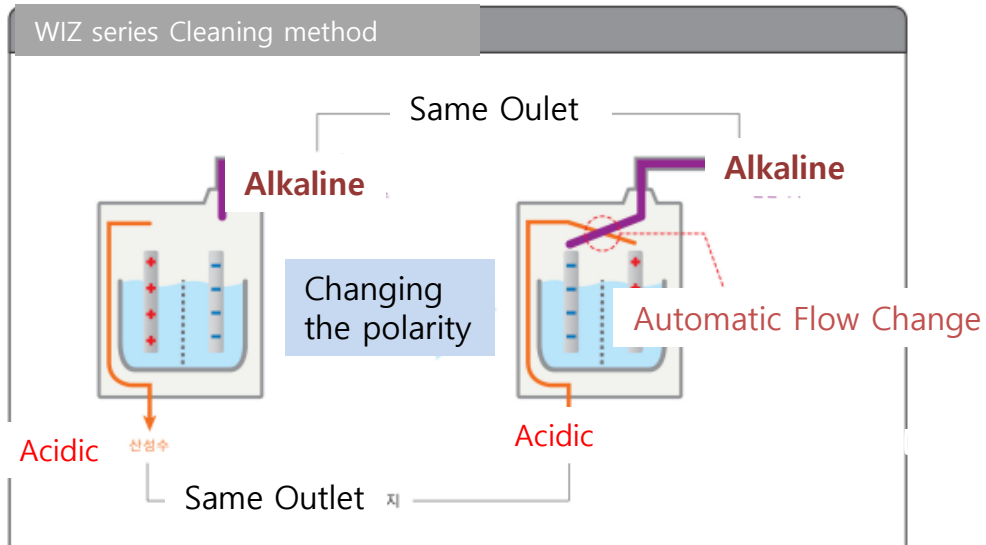 WIZ series Cleaning method
Same Oulet
Alkaline
Alkaline
Changing
the polarity
Automatic Flow Change
Acidic
산성수
Acidic
Same Outlet
지